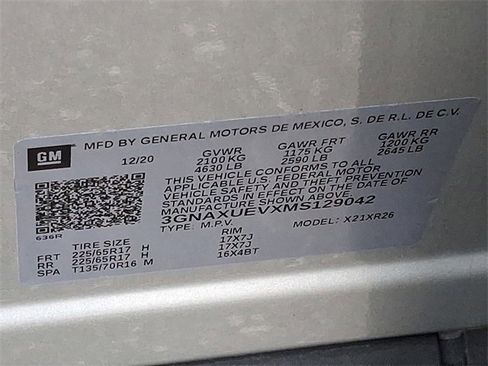 MFD BY GENERAL MOTORS DE MEXICO, S. DE R.L. DE C.V.
GM
12/20 GVWR GAWR FRT GAWR RR
2100 KG 1175 KG 1200 KG
4630 LB 2590 LB 2645 LB
THIS VEHICLE CONFORMS TO ALL
APPLICABLE U.S. FEDERAL MOTOR
VEHICLE SAFETY AND THEFT PREVENTION
STANDARDS IN EFFECT ON THE DATE OF
MANUFACTURE SHOWN ABOVE.
3GNAXUEVXMS129042
636R
TYPE: M.P.V. MODEL: X21XR26
TIRE SIZE RIM
FRT 225/65R17 H 17X7J
RR 225/65R17 H 17X7J
SPA T135/70R16 M 16X4BT